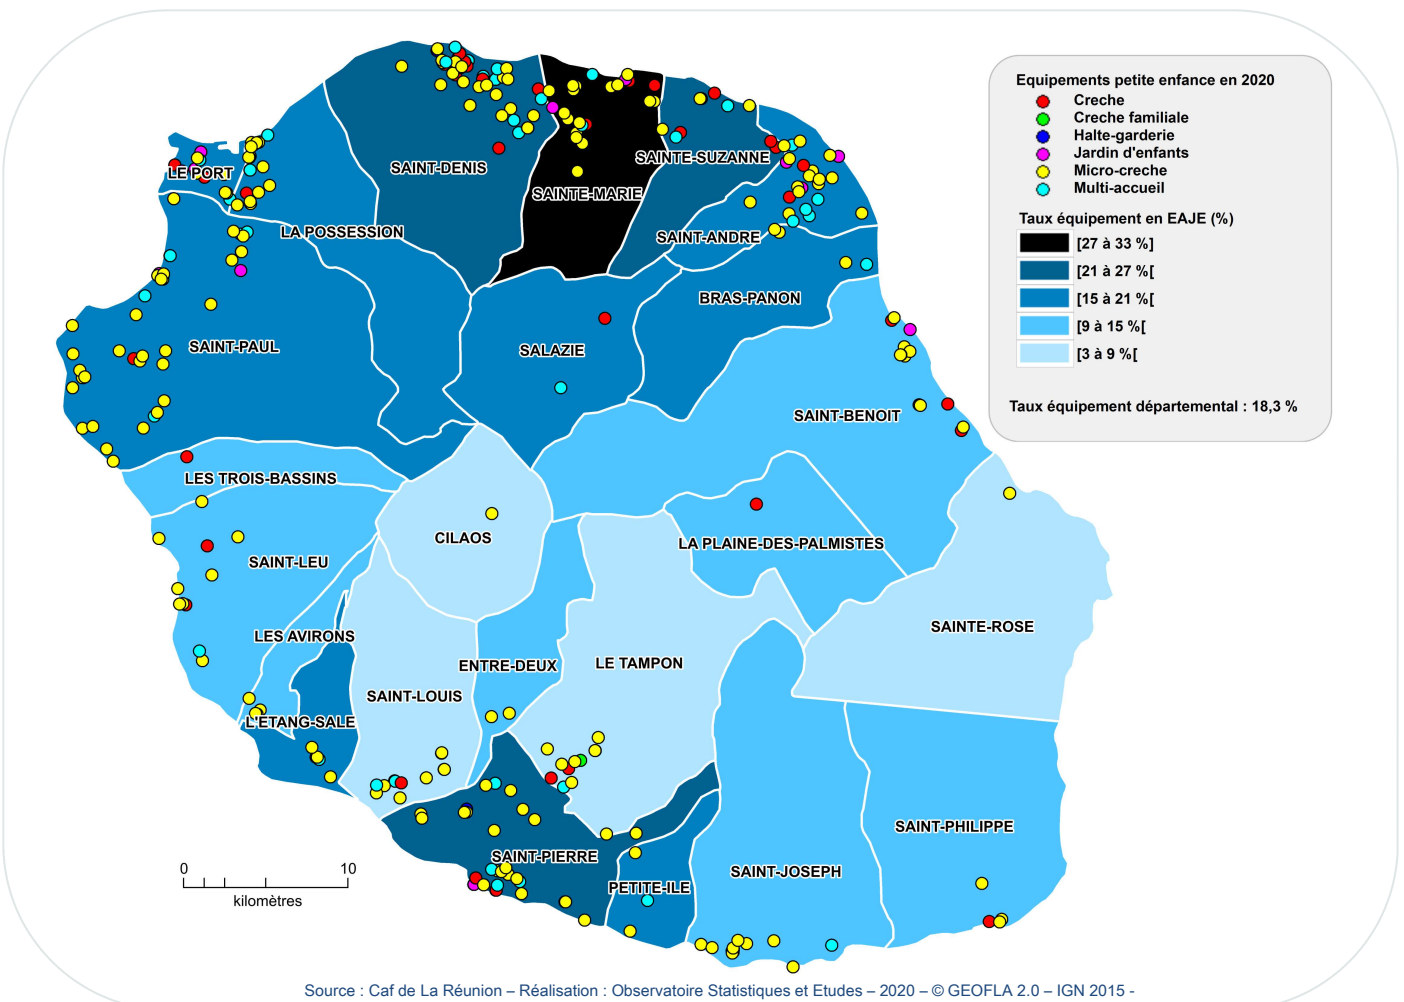 Equipements petite enfance en 2020
Creche
Creche familiale
Halte-garderie
Jardin d'enfants
Micro-creche
Multi-accueil
Taux équipement en EAJE (%)
[27 à 33 %]
[21 à 27 %[
[15 à 21 %[
[9 à 15 %[
[3 à 9 %[
Taux équipement départemental : 18,3 %
SAINT-DENIS
SAINTE-MARIE
SAINTE-SUZANNE
LE PORT
LA POSSESSION
SAINT-ANDRE
BRAS-PANON
SAINT-PAUL
SALAZIE
SAINT-BENOIT
LES TROIS-BASSINS
CILAOS
LA PLAINE-DES-PALMISTES
SAINT-LEU
LES AVIRONS
SAINTE-ROSE
ENTRE-DEUX
LE TAMPON
SAINT-LOUIS
L'ETANG-SALE
SAINT-PHILIPPE
SAINT-PIERRE
SAINT-JOSEPH
PETITE-ILE
0 10
kilomètres
Source : Caf de La Réunion – Réalisation : Observatoire Statistiques et Etudes – 2020 – © GEOFLA 2.0 – IGN 2015 -